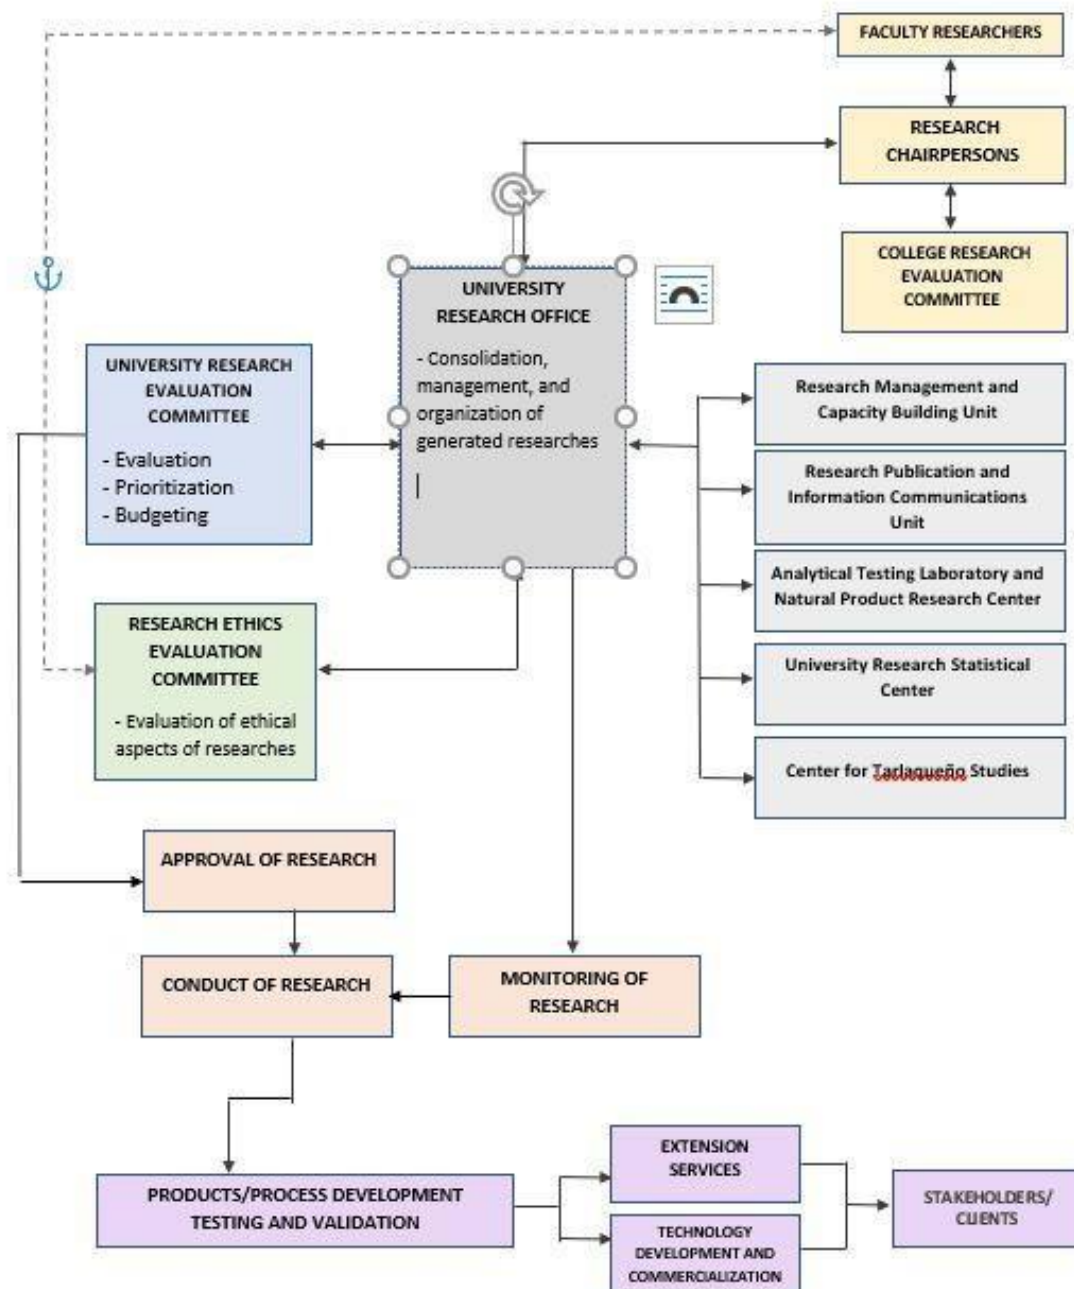 FACULTY RESEARCHERS
RESEARCH
CHAIRPERSONS
COLLEGE RESEARCH
EVALUATION
COMMITTEE
UNIVERSITY
RESEARCH OFFICE
- Consolidation,
management, and
organization of
generated researches
UNIVERSITY RESEARCH
EVALUATION
COMMITTEE
- Evaluation
- Prioritization
- Budgeting
Research Management and
Capacity Building Unit
Research Publication and
Information Communications
Unit
Analytical Testing Laboratory and
Natural Product Research Center
University Research Statistical
Center
Center for Tarlaqueño Studies
RESEARCH ETHICS
EVALUATION
COMMITTEE
- Evaluation of ethical
aspects of researches
APPROVAL OF RESEARCH
CONDUCT OF RESEARCH
MONITORING OF
RESEARCH
PRODUCTS/PROCESS DEVELOPMENT
TESTING AND VALIDATION
EXTENSION
SERVICES
TECHNOLOGY
DEVELOPMENT AND
COMMERCIALIZATION
STAKEHOLDERS/
CLIENTS